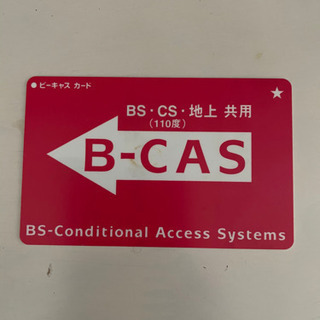 ● ビーキャス カード
BS・CS・地上 共用
(110度)
B-CAS
BS-Conditional Access Systems